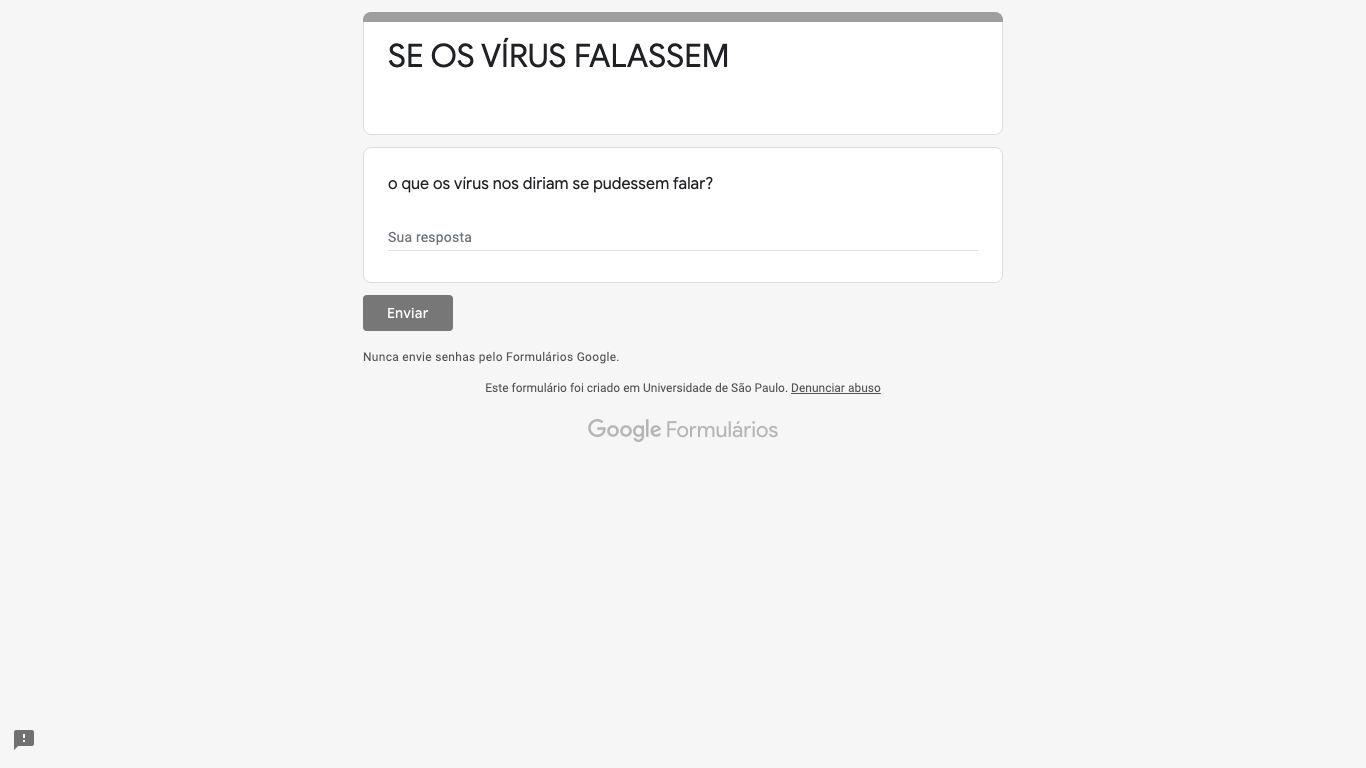 SE OS VÍRUS FALASSEM
o que os vírus nos diriam se pudessem falar?
Sua resposta
Enviar
Nunca envie senhas pelo Formulários Google.
Este formulário foi criado em Universidade de São Paulo. Denunciar abuso
Google Formulários